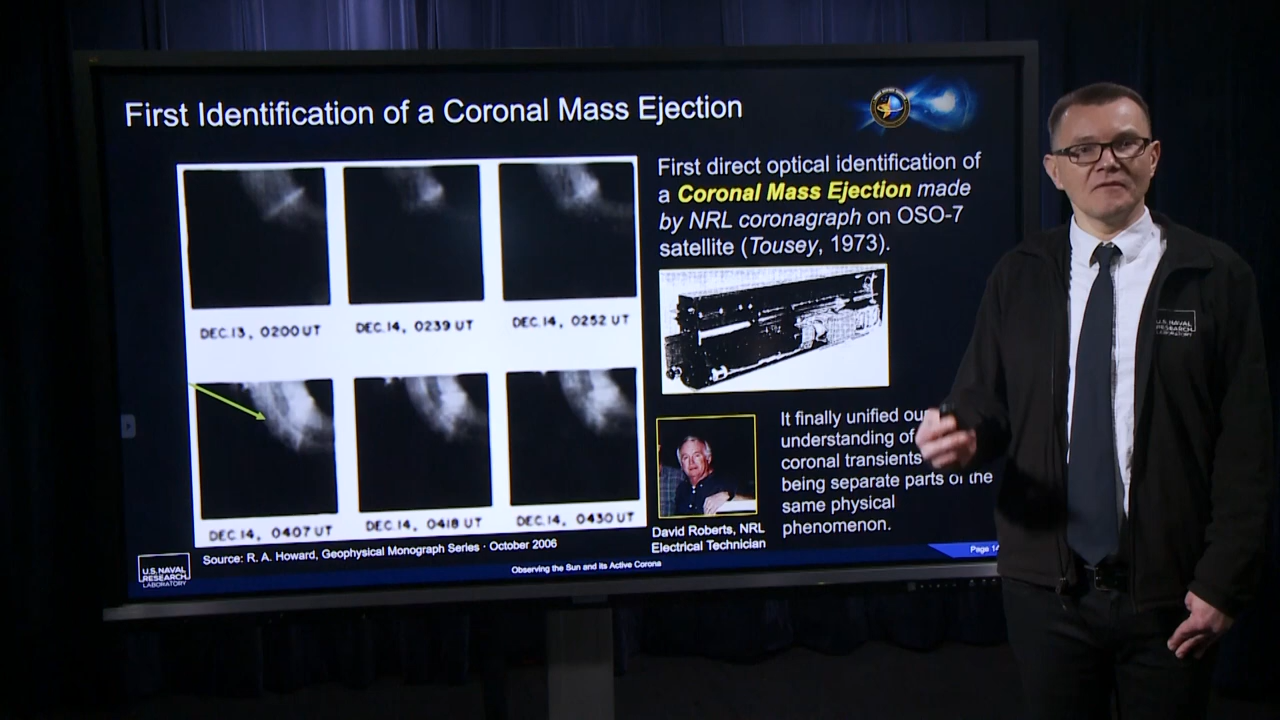 First Identification of a Coronal Mass Ejection
First direct optical identification of
a Coronal Mass Ejection made
by NRL coronagraph on OSO-7
satellite (Tousey, 1973).
DEC.13, 0200 UT
DEC.14, 0239 UT
DEC.14, 0252 UT
DEC.14, 0407 UT
DEC.14, 0418 UT
DEC.14, 0430 UT
Source: R. A. Howard, Geophysical Monograph Series · October 2006
David Roberts, NRL
Electrical Technician
It finally unified
understanding of
coronal transients
being separate parts of the
same physical
phenomenon.
U.S. NAVAL
RESEARCH
LABORATORY
Observing the Sun and its Active Corona
Page 14
U.S. NAVAL
RESEARCH
LABORATORY